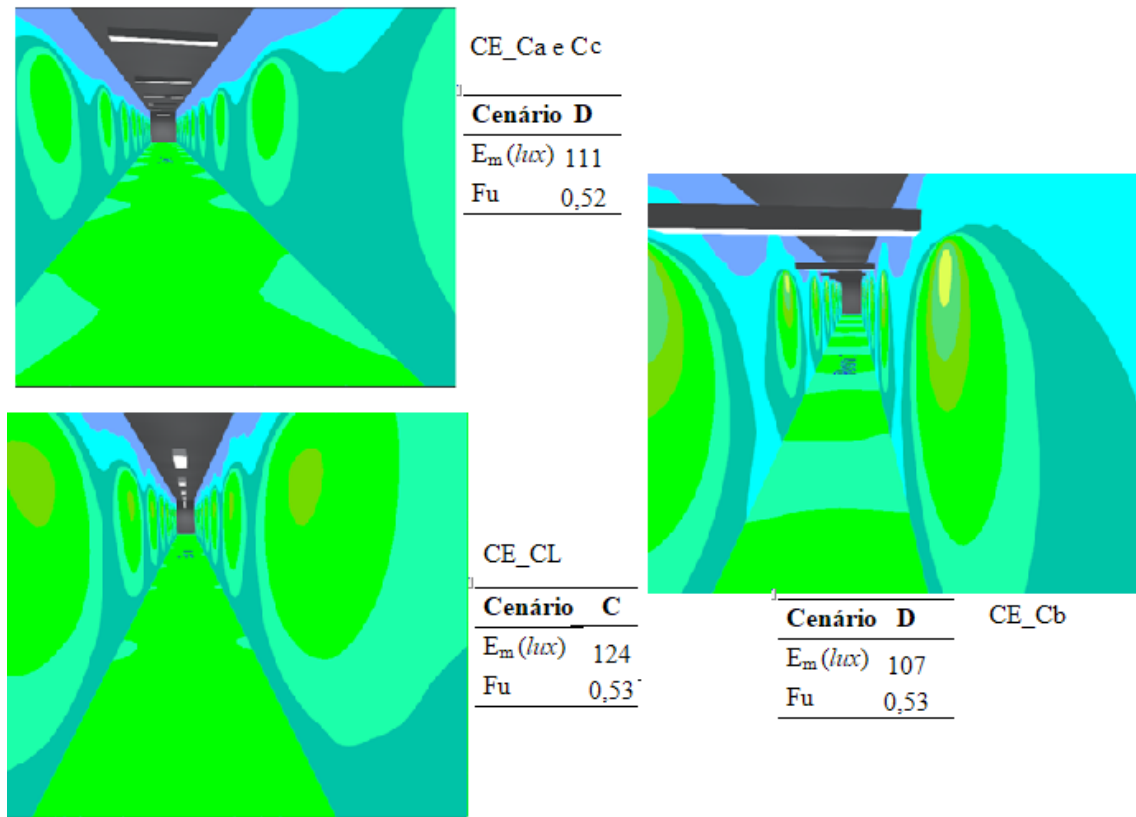 CE_Ca e Cc
Cenário D
Em (lux) 111
Fu 0,52
CE_CL
Cenário C
Em (lux) 124
Fu 0,53
Cenário D
Em (lux) 107
Fu 0,53
CE_Cb